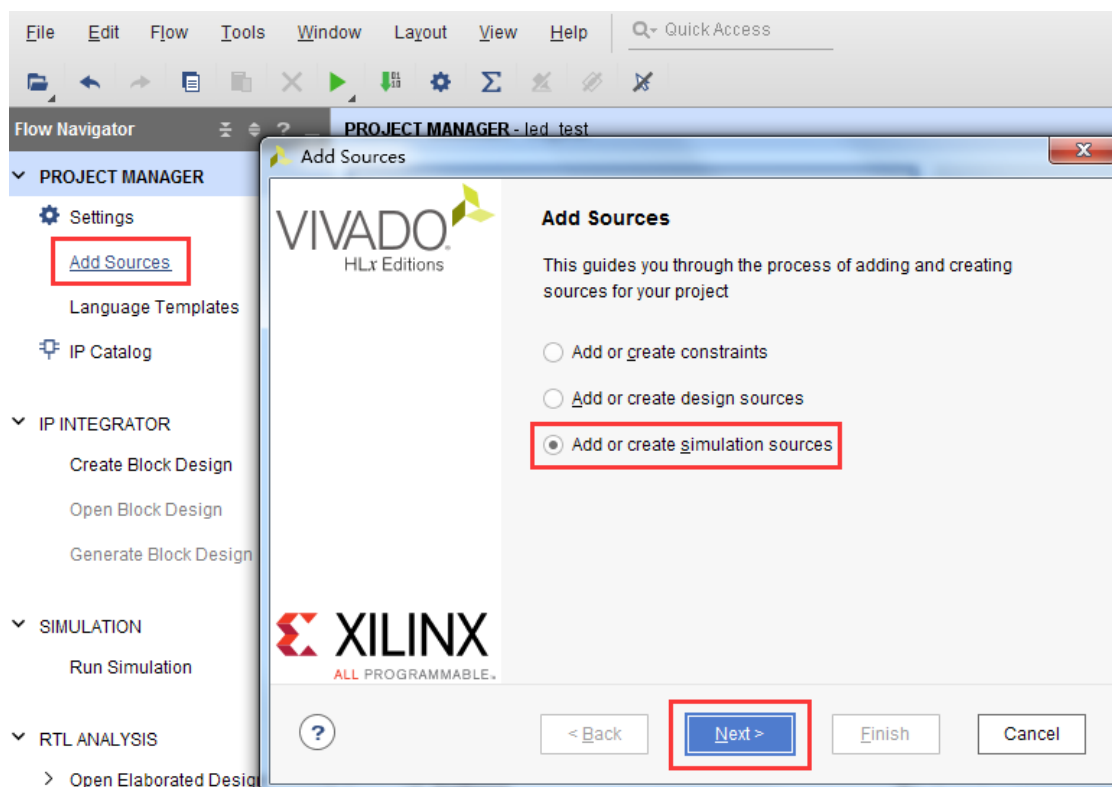 File Edit Flow Tools Window Layout View Help Quick Access
Flow Navigator ? PROJECT MANAGER - led_test
Add Sources
PROJECT MANAGER
Settings
Add Sources
Language Templates
IP Catalog
IP INTEGRATOR
Create Block Design
Open Block Design
Generate Block Design
SIMULATION
Run Simulation
RTL ANALYSIS
Open Elaborated Desig
VIVADO
HLx Editions
Add Sources
This guides you through the process of adding and creating
sources for your project
Add or create constraints
Add or create design sources
Add or create simulation sources
XILINX
ALL PROGRAMMABLE
? < Back Next > Finish Cancel